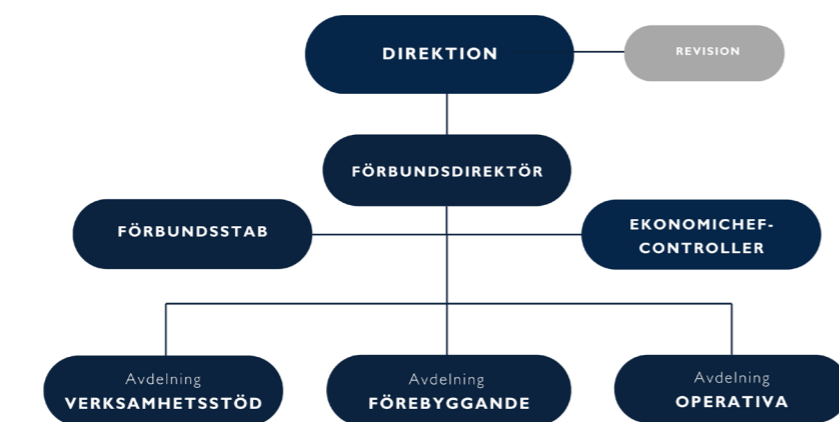 DIREKTION
REVISION
FÖRBUNDSDIREKTÖR
FÖRBUNDSSTAB
EKONOMICHEF-
CONTROLLER
Avdelning
VERKSAMHETSSTÖD
Avdelning
FÖREBYGGANDE
Avdelning
OPERATIVA